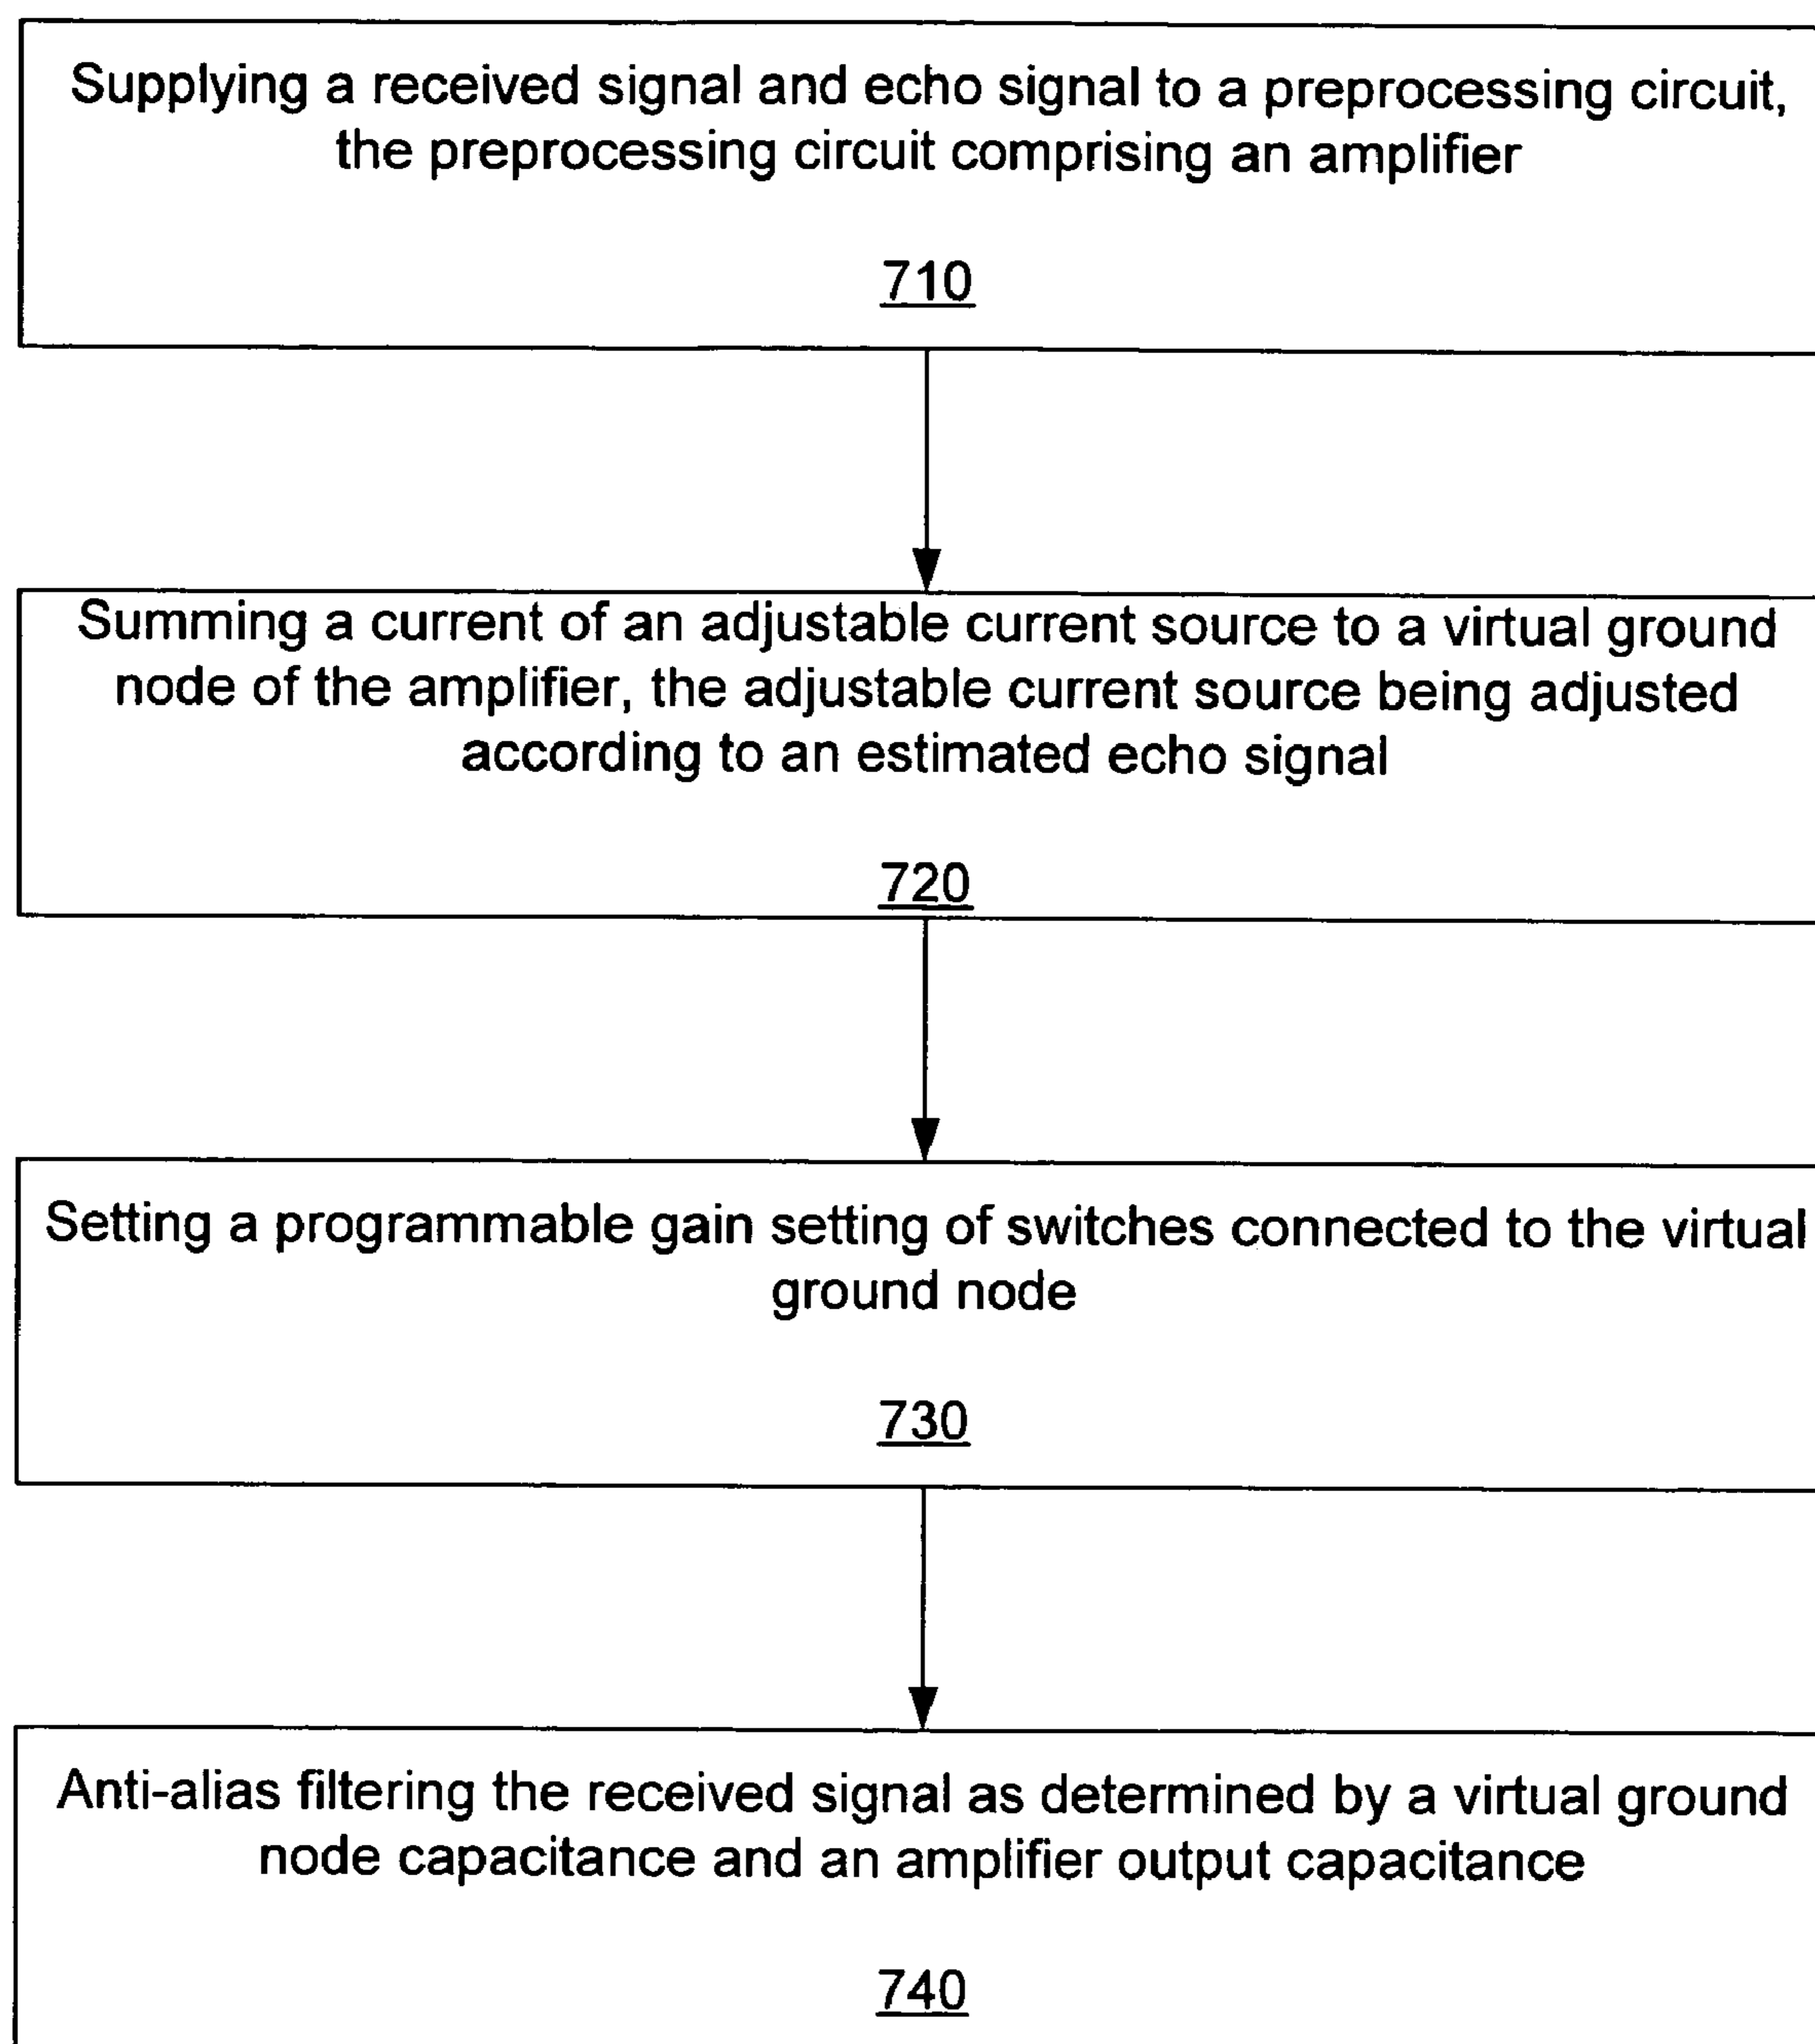 Supplying a received signal and echo signal to a preprocessing circuit,
the preprocessing circuit comprising an amplifier
710
Summing a current of an adjustable current source to a virtual ground
node of the amplifier, the adjustable current source being adjusted
according to an estimated echo signal
720
Setting a programmable gain setting of switches connected to the virtual
ground node
730
Anti-alias filtering the received signal as determined by a virtual ground
node capacitance and an amplifier output capacitance
740